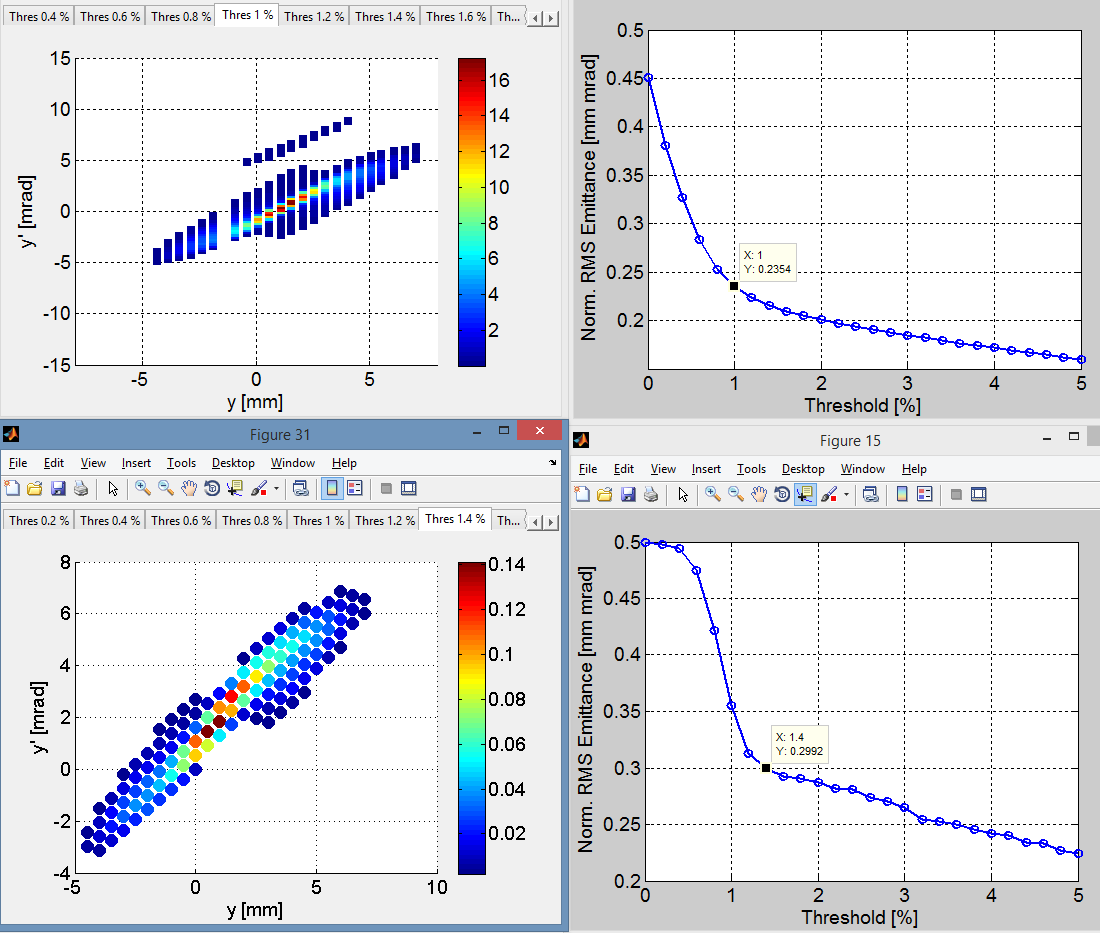 Thres 0.4 % Thres 0.6 % Thres 0.8 % Thres 1 % Thres 1.2 % Thres 1.4 % Thres 1.6 % Th...
15
10
5
0
-5
-10
-15
-5 0 5
y [mm]
y' [mrad]
16
14
12
10
8
6
4
2
0.5
0.45
0.4
0.35
0.3
0.25
0.2
0 1 2 3 4 5
Threshold [%]
Norm. RMS Emittance [mm mrad]
X: 1
Y: 0.2354
Figure 31
File Edit View Insert Tools Desktop Window Help
Thres 0.2 % Thres 0.4 % Thres 0.6 % Thres 0.8 % Thres 1 % Thres 1.2 % Thres 1.4 % Th...
8
6
4
2
0
-2
-4
-5 0 5 10
y [mm]
y' [mrad]
0.14
0.12
0.1
0.08
0.06
0.04
0.02
Figure 15
File Edit View Insert Tools Desktop Window Help
0.5
0.45
0.4
0.35
0.3
0.25
0.2
0 1 2 3 4 5
Threshold [%]
Norm. RMS Emittance [mm mrad]
X: 1.4
Y: 0.2992